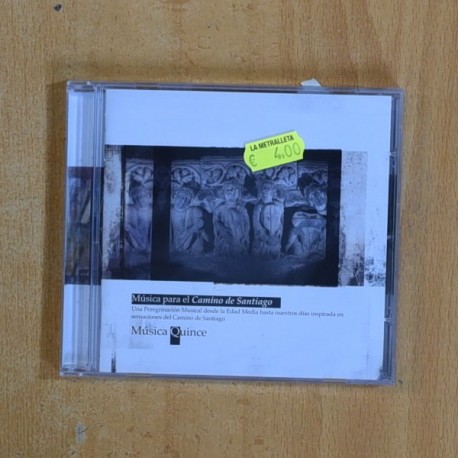 LA METRALLETA
€ 4,00
Música para el Camino de Santiago
Una Peregrinación Musical desde la Edad Media hasta nuestros días inspirada en
sensaciones del Camino de Santiago
Música Quince